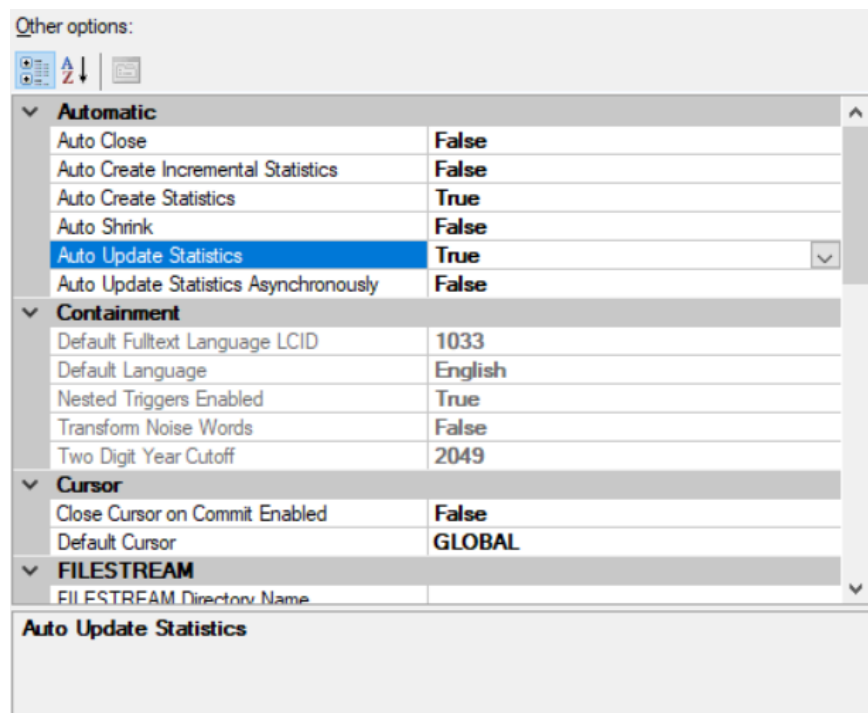 Other options:
A
Z
Automatic
Auto Close False
Auto Create Incremental Statistics False
Auto Create Statistics True
Auto Shrink False
Auto Update Statistics True
Auto Update Statistics Asynchronously False
Containment
Default Fulltext Language LCID 1033
Default Language English
Nested Triggers Enabled True
Transform Noise Words False
Two Digit Year Cutoff 2049
Cursor
Close Cursor on Commit Enabled False
Default Cursor GLOBAL
FILESTREAM
FILESTREAM Directory Name
Auto Update Statistics